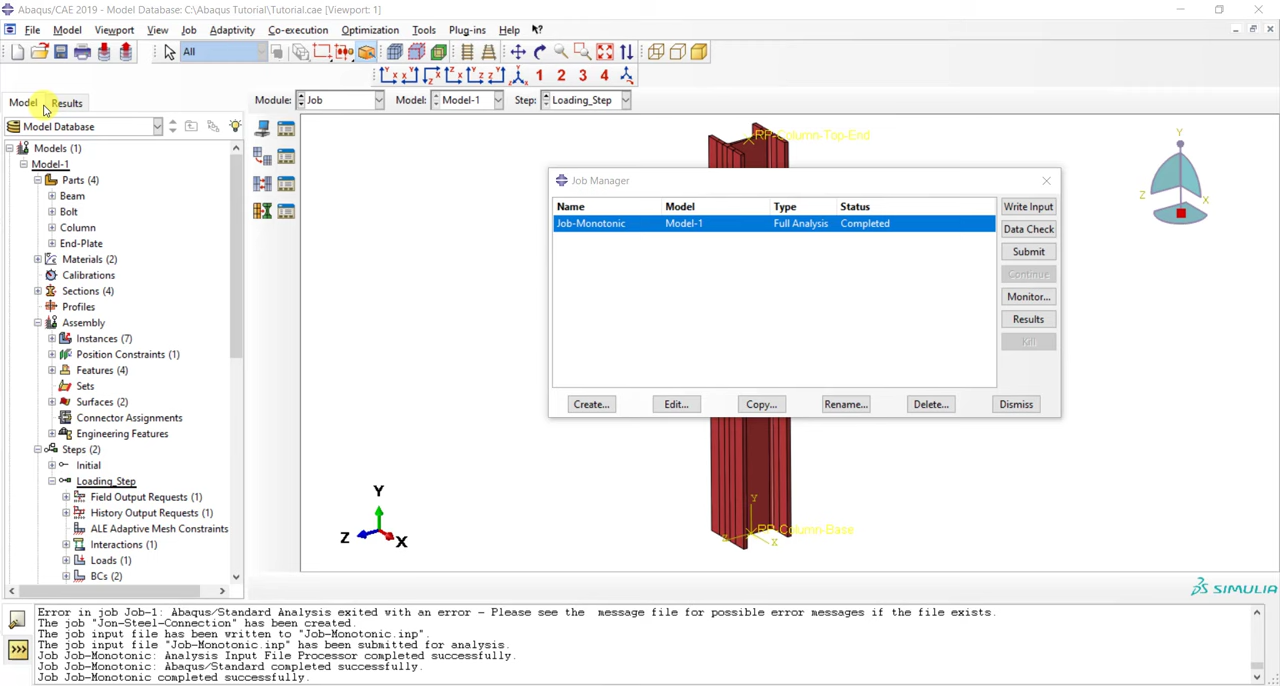 Abaqus/CAE 2019 - Model Database: C:\Abaqus Tutorial\Tutorial.cae [Viewport: 1]
File Model Viewport View Job Adaptivity Co-execution Optimization Tools Plug-ins Help
All
1 2 3 4
Model Results
Module: Job Model: Model-1 Step: Loading_Step
Model Database
Models (1)
Model-1
Parts (4)
Beam
Bolt
Column
End-Plate
Materials (2)
Calibrations
Sections (4)
Profiles
Assembly
Instances (7)
Position Constraints (1)
Features (4)
Sets
Surfaces (2)
Connector Assignments
Engineering Features
Steps (2)
Initial
Loading_Step
Field Output Requests (1)
History Output Requests (1)
ALE Adaptive Mesh Constraints
Interactions (1)
Loads (1)
BCs (2)
RP-Column-Top-End
Job Manager
Name Model Type Status
Job-Monotonic Model-1 Full Analysis Completed
Write Input
Data Check
Submit
Continue
Monitor...
Results
Kill
Create... Edit... Copy... Rename... Delete... Dismiss
Y
Z X
Y
Z X
Y
RP-Column-Base
X
SIMULIA
Error in job Job-1: Abaqus/Standard Analysis exited with an error - Please see the message file for possible error messages if the file exists.
The job "Jon-Steel-Connection" has been created.
The job input file has been written to "Job-Monotonic.inp".
The job input file "Job-Monotonic.inp" has been submitted for analysis.
Job Job-Monotonic: Analysis Input File Processor completed successfully.
Job Job-Monotonic: Abaqus/Standard completed successfully.
Job Job-Monotonic completed successfully.